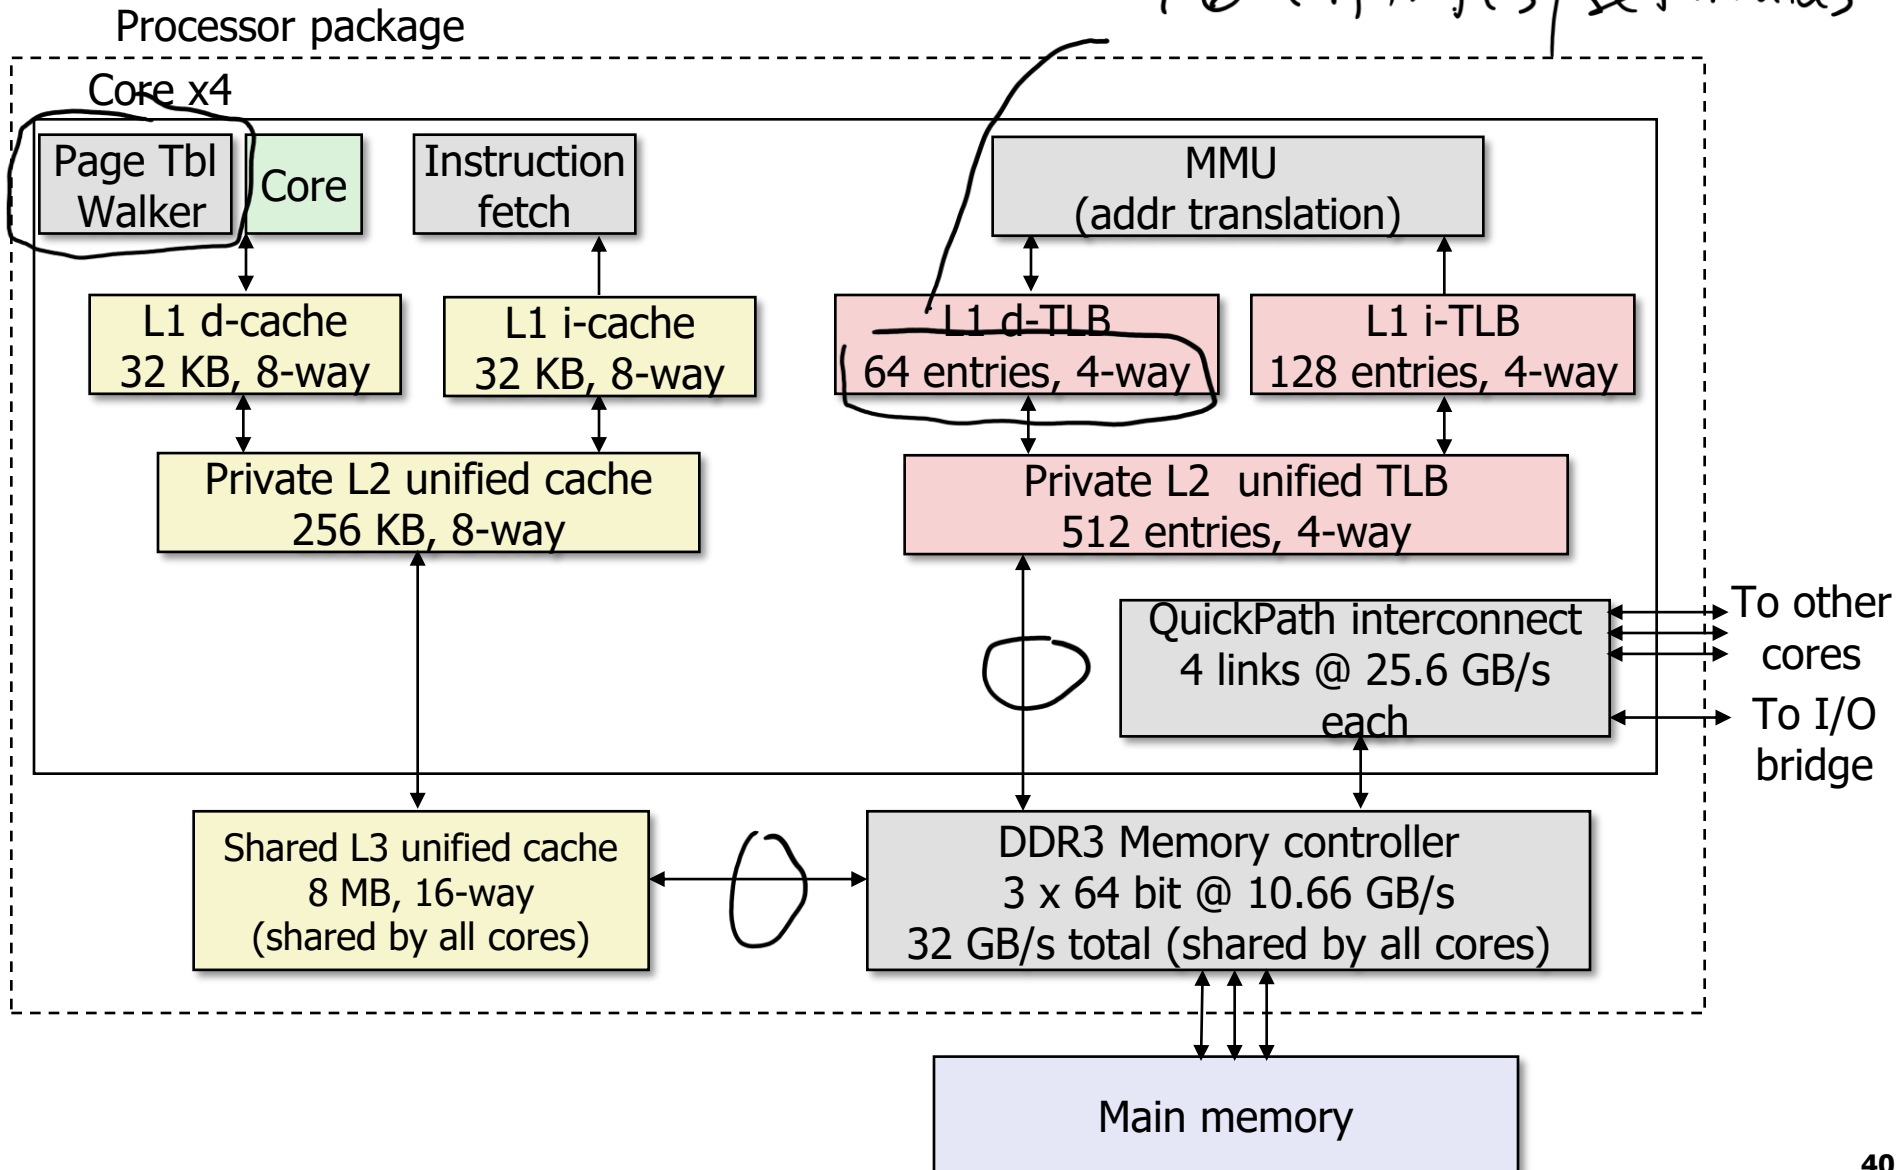 Processor package
Core x4
Page Tbl
Walker
Core
Instruction
fetch
MMU
(addr translation)
L1 d-cache
32 KB, 8-way
L1 i-cache
32 KB, 8-way
L1 d-TLB
64 entries, 4-way
L1 i-TLB
128 entries, 4-way
Private L2 unified cache
256 KB, 8-way
Private L2 unified TLB
512 entries, 4-way
QuickPath interconnect
4 links @ 25.6 GB/s
each
To other
cores
To I/O
bridge
Shared L3 unified cache
8 MB, 16-way
(shared by all cores)
DDR3 Memory controller
3 x 64 bit @ 10.66 GB/s
32 GB/s total (shared by all cores)
Main memory
40